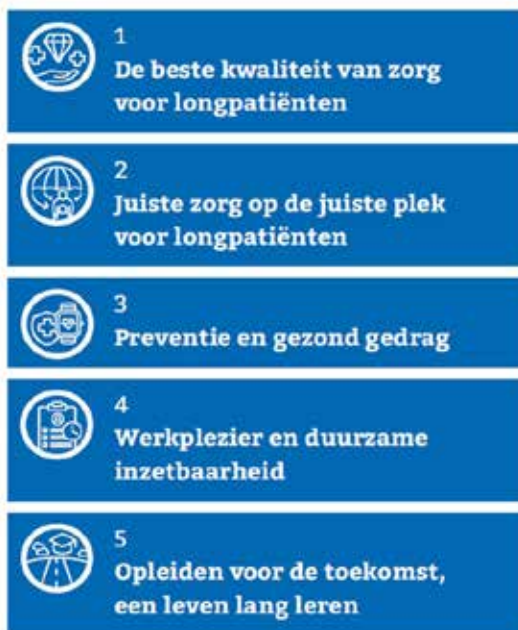 1
De beste kwaliteit van zorg
voor longpatiënten
2
Juiste zorg op de juiste plek
voor longpatiënten
3
Preventie en gezond gedrag
4
Werkplezier en duurzame
inzetbaarheid
5
Opleiden voor de toekomst,
een leven lang leren